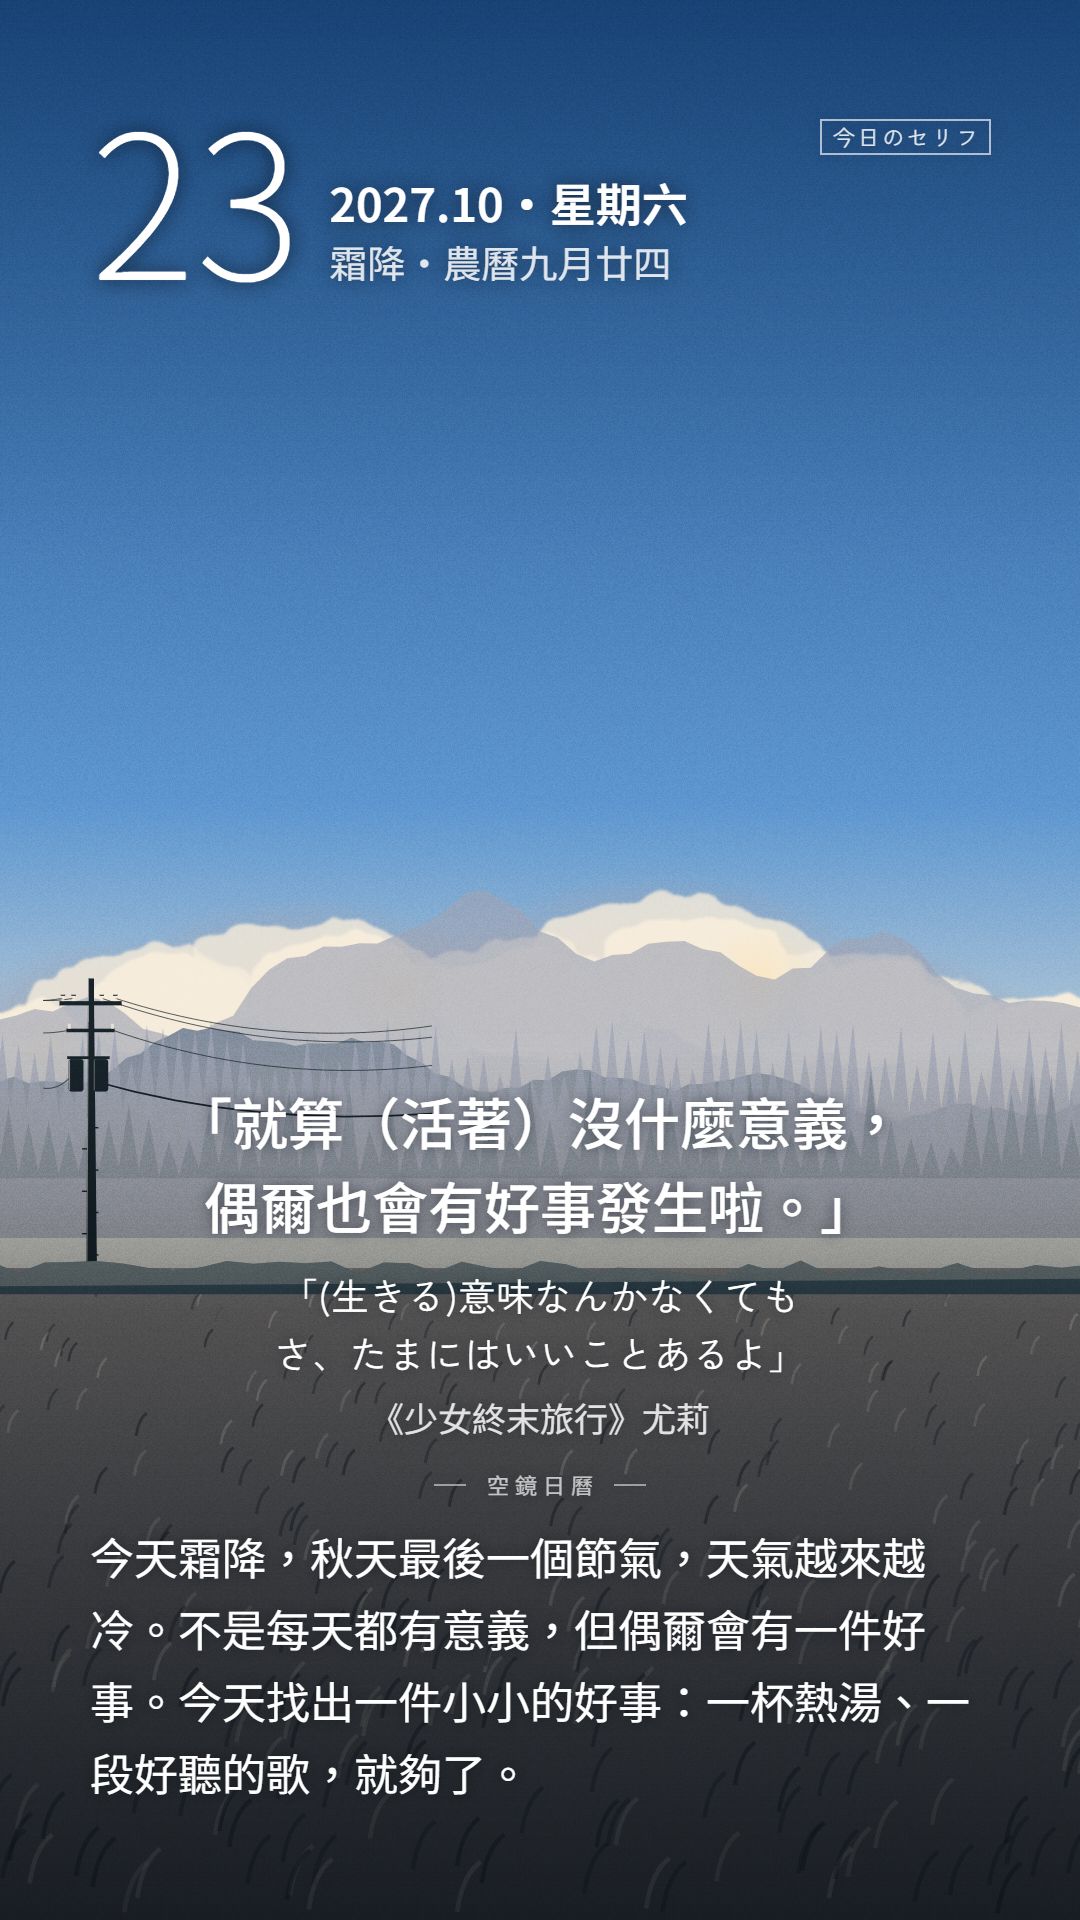 23
今日のセリフ
2027.10・星期六
霜降・農曆九月廿四
「就算（活著）沒什麼意義，
偶爾也會有好事發生啦。」
「(生きる)意味なんかなくても
さ、たまにはいいことあるよ」
《少女終末旅行》尤莉
空鏡日曆
今天霜降，秋天最後一個節氣，天氣越來越
冷。不是每天都有意義，但偶爾會有一件好
事。今天找出一件小小的好事：一杯熱湯、一
段好聽的歌，就夠了。